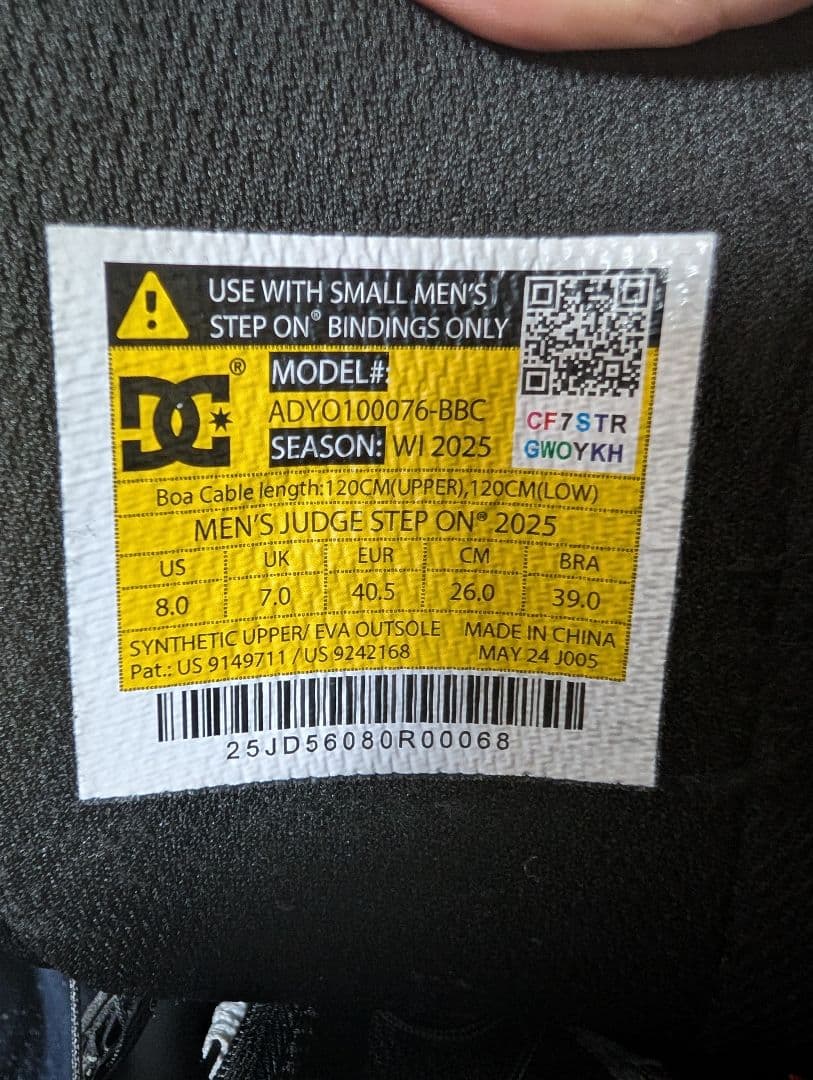 USE WITH SMALL MEN'S
STEP ON® BINDINGS ONLY
DC®
MODEL#:
ADYO100076-BBC
SEASON: WI 2025
CF7STR
GWOYKH
Boa Cable length:120CM(UPPER),120CM(LOW)
MEN'S JUDGE STEP ON® 2025
US UK EUR CM BRA
8.0 7.0 40.5 26.0 39.0
SYNTHETIC UPPER/ EVA OUTSOLE MADE IN CHINA
Pat.: US 9149711 / US 9242168 MAY 24 J005
25JD56080R00068